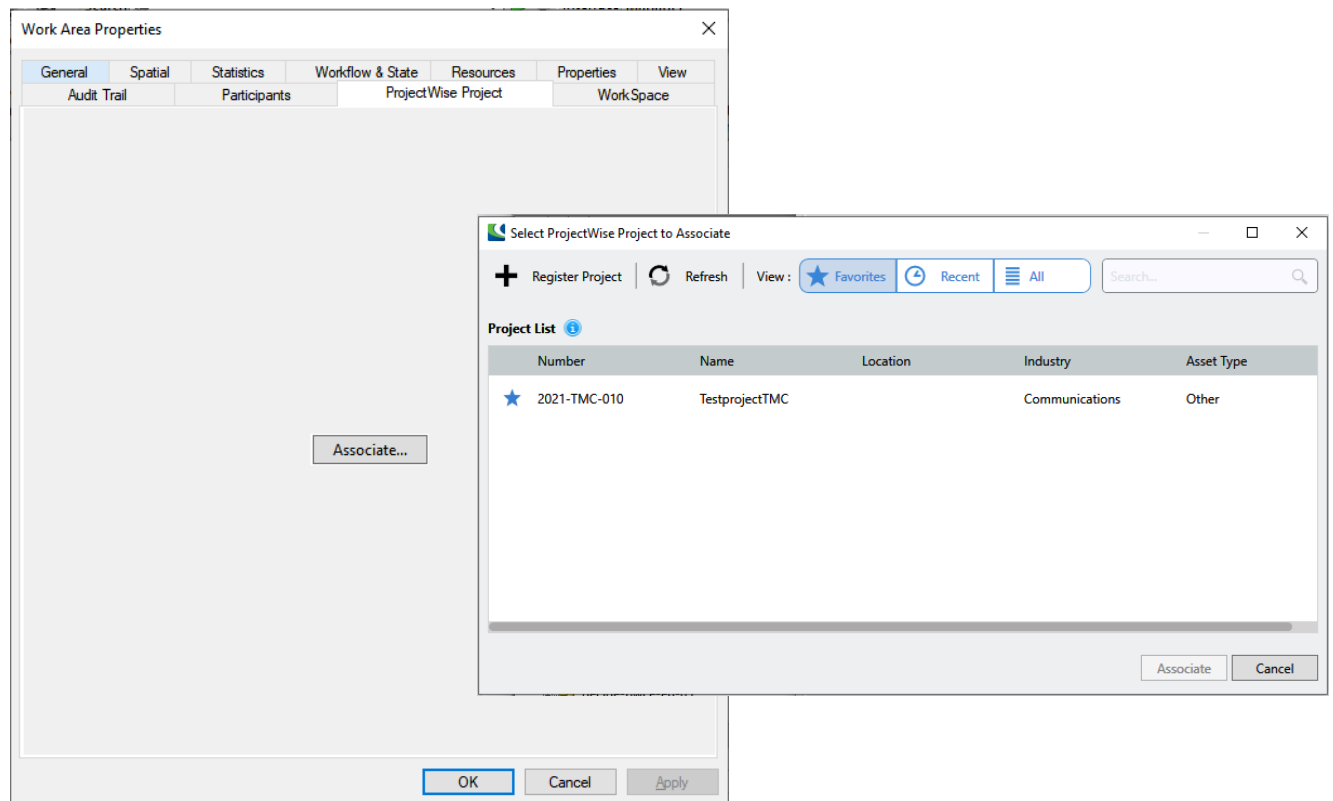 Work Area Properties
General Spatial Statistics Workflow & State Resources Properties View
Audit Trail Participants ProjectWise Project WorkSpace
Associate...
OK Cancel Apply
Select ProjectWise Project to Associate
Register Project Refresh View : Favorites Recent All Search...
Project List
Number Name Location Industry Asset Type
2021-TMC-010 TestprojectTMC Communications Other
Associate Cancel